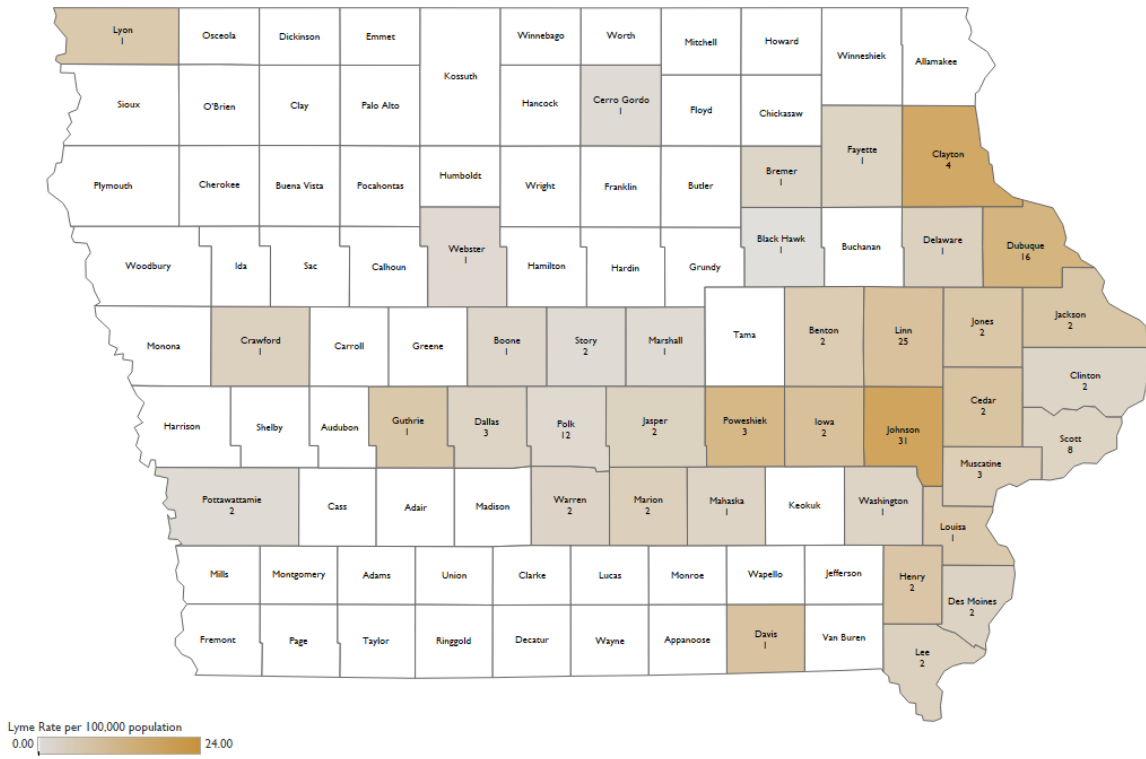 Lyon
1
Osceola
Dickinson
Emmet
Kossuth
Winnebago
Worth
Mitchell
Howard
Winneshiek
Allamakee
Sioux
O'Brien
Clay
Palo Alto
Hancock
Cerro Gordo
1
Floyd
Chickasaw
Fayette
1
Clayton
4
Plymouth
Cherokee
Buena Vista
Pocahontas
Humboldt
Wright
Franklin
Butler
Bremer
1
Woodbury
Ida
Sac
Calhoun
Webster
1
Hamilton
Hardin
Grundy
Black Hawk
1
Buchanan
Delaware
1
Dubuque
16
Monona
Crawford
1
Carroll
Greene
Boone
1
Story
2
Marshall
1
Tama
Benton
2
Linn
25
Jones
2
Jackson
2
Clinton
2
Harrison
Shelby
Audubon
Guthrie
1
Dallas
3
Polk
12
Jasper
2
Poweshiek
3
Iowa
2
Johnson
31
Cedar
2
Scott
8
Muscatine
3
Pottawattamie
2
Cass
Adair
Madison
Warren
2
Marion
2
Mahaska
1
Keokuk
Washington
1
Louisa
1
Mills
Montgomery
Adams
Union
Clarke
Lucas
Monroe
Wapello
Jefferson
Henry
2
Des Moines
2
Fremont
Page
Taylor
Ringgold
Decatur
Wayne
Appanoose
Davis
1
Van Buren
Lee
2
Lyme Rate per 100,000 population
0.00 24.00